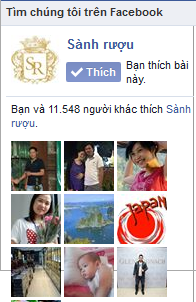 Tìm chúng tôi trên Facebook
SR
Sành rượu
Thích
Bạn thích bài
này.
Bạn và 11.548 người khác thích Sành
rượu.
JAPAN